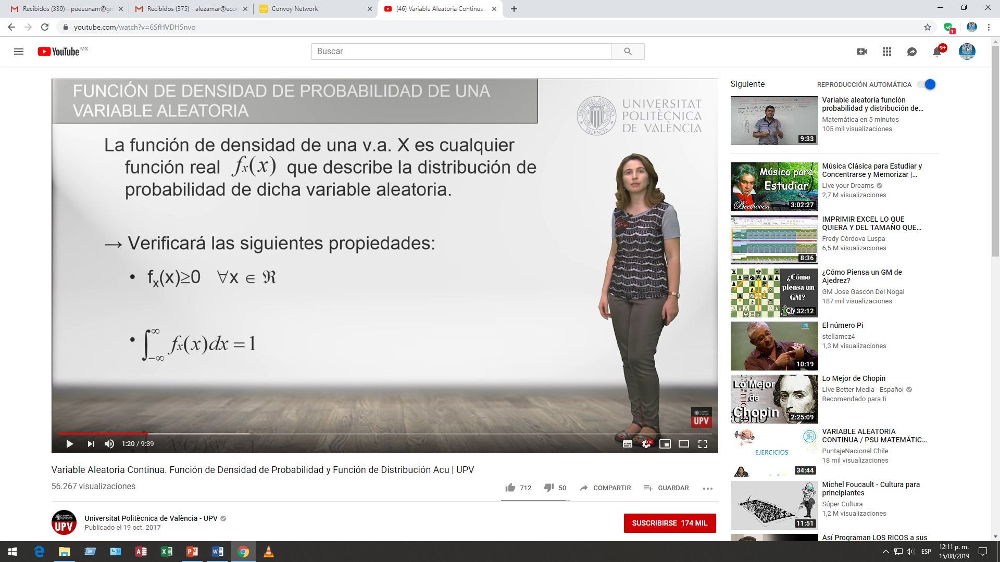 Recibidos (339) - pueeunam@gm
Recibidos (375) - alezamar@econ
Convoy Network
(46) Variable Aleatoria Continua.
youtube.com/watch?v=6SfHVDH5nvo
1
YouTube MX
Buscar
9+
FUNCIÓN DE DENSIDAD DE PROBABILIDAD DE UNA
VARIABLE ALEATORIA
UNIVERSITAT
POLITÈCNICA
DE VALÈNCIA
La función de densidad de una v.a. X es cualquier
función real fx(x) que describe la distribución de
probabilidad de dicha variable aleatoria.
→ Verificará las siguientes propiedades:
• fx(x)≥0 ∀x ∈ ℜ
• ∫_{-∞}^{∞} fx(x)dx = 1
UPV
1:20 / 9:39
HD
Variable Aleatoria Continua. Función de Densidad de Probabilidad y Función de Distribución Acu | UPV
56.267 visualizaciones
712
50
COMPARTIR
GUARDAR
UPV
Universitat Politècnica de València - UPV
Publicado el 19 oct. 2017
SUSCRIBIRSE 174 MIL
Siguiente
REPRODUCCIÓN AUTOMÁTICA
9:33
Variable aleatoria función
probabilidad y distribución de...
Matemática en 5 minutos
105 mil visualizaciones
Música para
Estudiar
Beethoven
3:02:27
Música Clásica para Estudiar y
Concentrarse y Memorizar |...
Live your Dreams
2,7 M visualizaciones
8:36
IMPRIMIR EXCEL LO QUE
QUIERA Y DEL TAMAÑO QUE...
Fredy Córdova Luspa
6,5 M visualizaciones
¿Cómo
piensa un
GM?
Ch
32:12
¿Cómo Piensa un GM de
Ajedrez?
GM Jose Gascón Del Nogal
187 mil visualizaciones
10:19
El número Pi
stellamcz4
1,3 M visualizaciones
Lo Mejor
de
Chopin
2:25:09
Lo Mejor de Chopin
Live Better Media - Español
Recomendado para ti
EJERCICIOS
34:44
VARIABLE ALEATORIA
CONTINUA / PSU MATEMÁTIC...
PuntajeNacional Chile
18 mil visualizaciones
11:51
Michel Foucault - Cultura para
principiantes
Súper Cultura
1,2 M visualizaciones
Así Programan LOS RICOS a sus
ESP
12:11 p. m.
15/08/2019